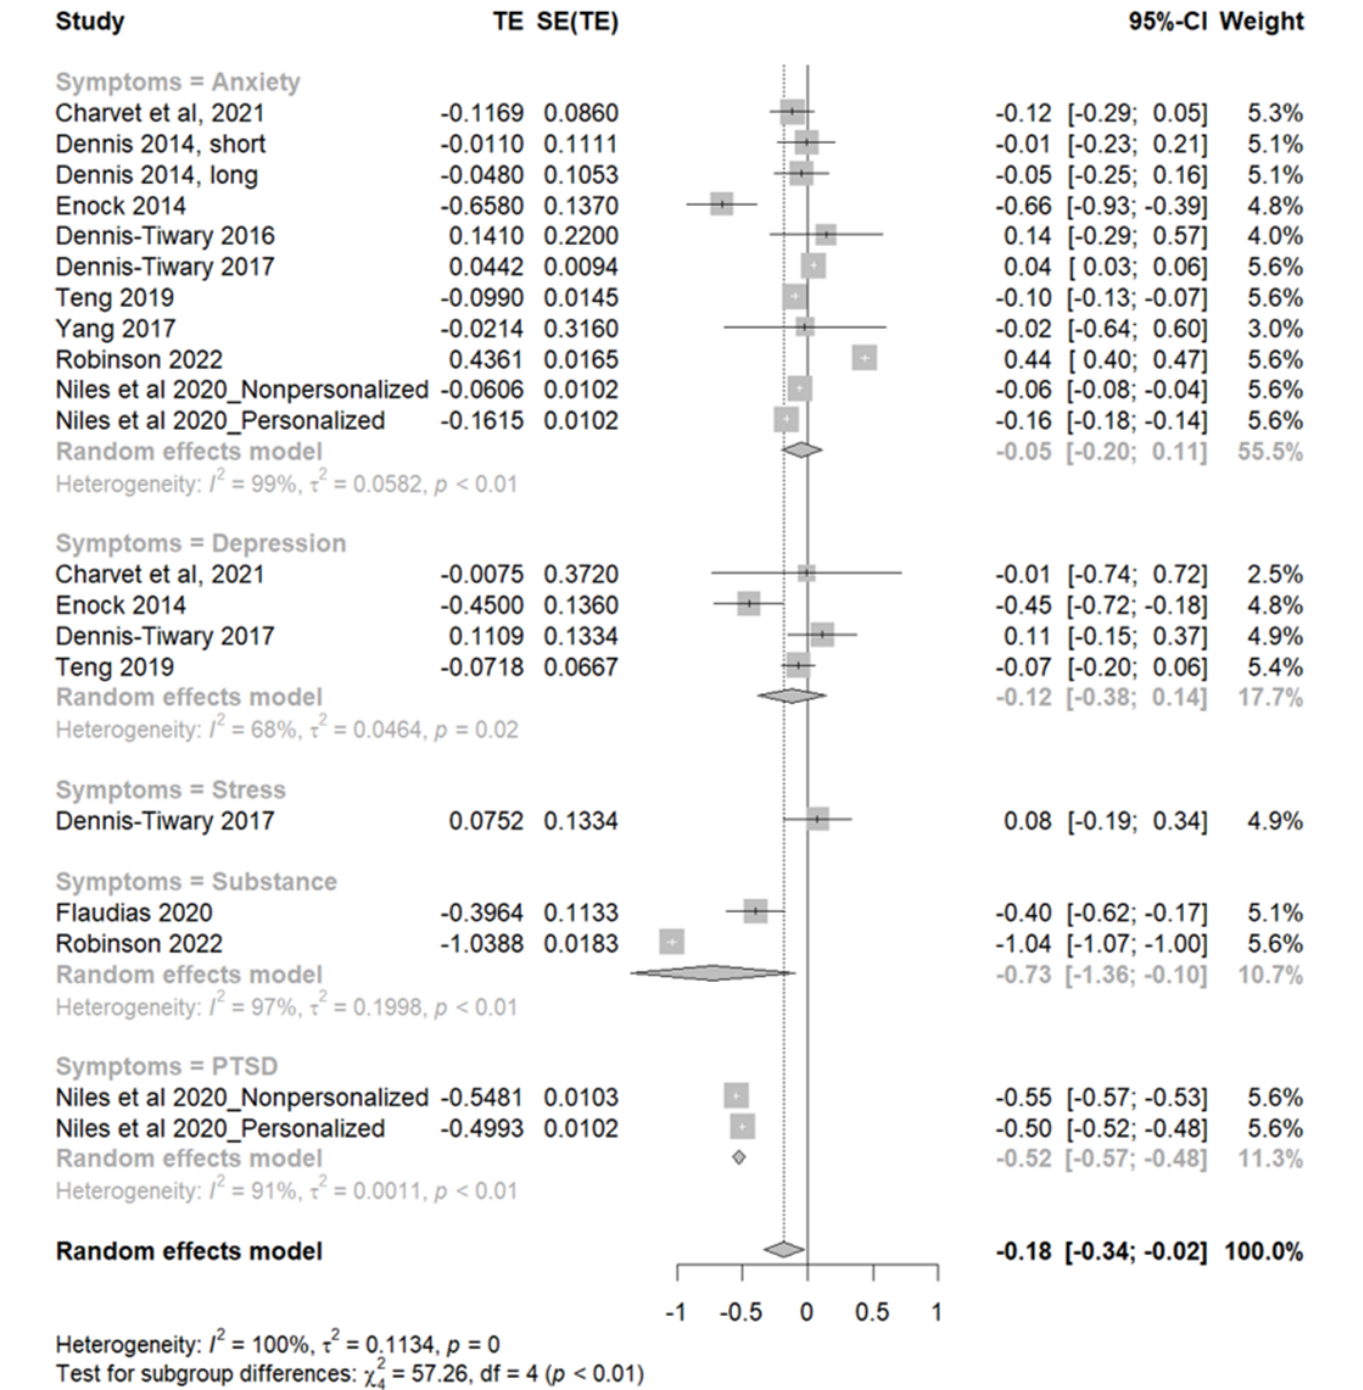 Study TE SE(TE) 95%-CI Weight
Symptoms = Anxiety
Charvet et al, 2021 -0.1169 0.0860 -0.12 [-0.29; 0.05] 5.3%
Dennis 2014, short -0.0110 0.1111 -0.01 [-0.23; 0.21] 5.1%
Dennis 2014, long -0.0480 0.1053 -0.05 [-0.25; 0.16] 5.1%
Enock 2014 -0.6580 0.1370 -0.66 [-0.93; -0.39] 4.8%
Dennis-Tiwary 2016 0.1410 0.2200 0.14 [-0.29; 0.57] 4.0%
Dennis-Tiwary 2017 0.0442 0.0094 0.04 [ 0.03; 0.06] 5.6%
Teng 2019 -0.0990 0.0145 -0.10 [-0.13; -0.07] 5.6%
Yang 2017 -0.0214 0.3160 -0.02 [-0.64; 0.60] 3.0%
Robinson 2022 0.4361 0.0165 0.44 [ 0.40; 0.47] 5.6%
Niles et al 2020_Nonpersonalized -0.0606 0.0102 -0.06 [-0.08; -0.04] 5.6%
Niles et al 2020_Personalized -0.1615 0.0102 -0.16 [-0.18; -0.14] 5.6%
Random effects model -0.05 [-0.20; 0.11] 55.5%
Heterogeneity: I² = 99%, τ² = 0.0582, p < 0.01
Symptoms = Depression
Charvet et al, 2021 -0.0075 0.3720 -0.01 [-0.74; 0.72] 2.5%
Enock 2014 -0.4500 0.1360 -0.45 [-0.72; -0.18] 4.8%
Dennis-Tiwary 2017 0.1109 0.1334 0.11 [-0.15; 0.37] 4.9%
Teng 2019 -0.0718 0.0667 -0.07 [-0.20; 0.06] 5.4%
Random effects model -0.12 [-0.38; 0.14] 17.7%
Heterogeneity: I² = 68%, τ² = 0.0464, p = 0.02
Symptoms = Stress
Dennis-Tiwary 2017 0.0752 0.1334 0.08 [-0.19; 0.34] 4.9%
Symptoms = Substance
Flaudias 2020 -0.3964 0.1133 -0.40 [-0.62; -0.17] 5.1%
Robinson 2022 -1.0388 0.0183 -1.04 [-1.07; -1.00] 5.6%
Random effects model -0.73 [-1.36; -0.10] 10.7%
Heterogeneity: I² = 97%, τ² = 0.1998, p < 0.01
Symptoms = PTSD
Niles et al 2020_Nonpersonalized -0.5481 0.0103 -0.55 [-0.57; -0.53] 5.6%
Niles et al 2020_Personalized -0.4993 0.0102 -0.50 [-0.52; -0.48] 5.6%
Random effects model -0.52 [-0.57; -0.48] 11.3%
Heterogeneity: I² = 91%, τ² = 0.0011, p < 0.01
Random effects model -0.18 [-0.34; -0.02] 100.0%
-1 -0.5 0 0.5 1
Heterogeneity: I² = 100%, τ² = 0.1134, p = 0
Test for subgroup differences: χ²₄ = 57.26, df = 4 (p < 0.01)